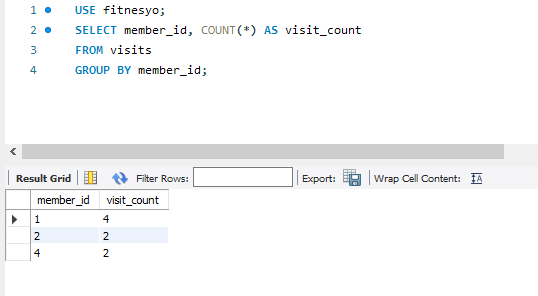 1 USE fitnesyo;
2 SELECT member_id, COUNT(*) AS visit_count
3 FROM visits
4 GROUP BY member_id;
Result Grid Filter Rows: Export: Wrap Cell Content: IA
member_id visit_count
1 4
2 2
4 2